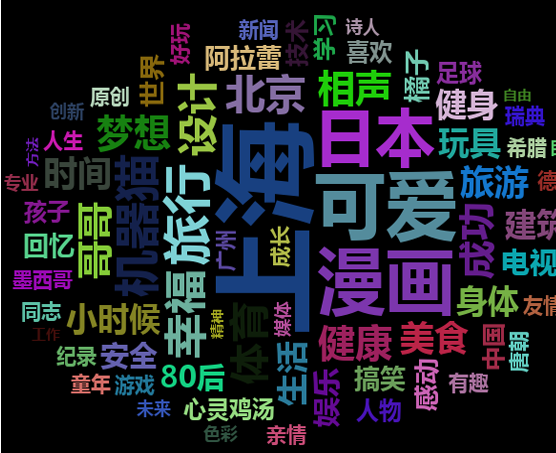 新闻
技术
学习
诗人
好玩
阿拉蕾
喜欢
世界
橘子
足球
原创
设计
北京
相声
健身
自由
创新
梦想
日本
瑞典
方法
人生
玩具
希腊
时间
机器猫
旅行
上海
可爱
旅游
专业
德
孩子
哥哥
广州
成长
成功
建筑
回忆
漫画
电视
墨西哥
幸福
身体
友情
同志
小时候
精神
体育
媒体
健康
美食
中国
唐朝
工作
纪录
安全
生活
感动
童年
游戏
80后
娱乐
搞笑
有趣
未来
心灵鸡汤
人物
色彩
亲情